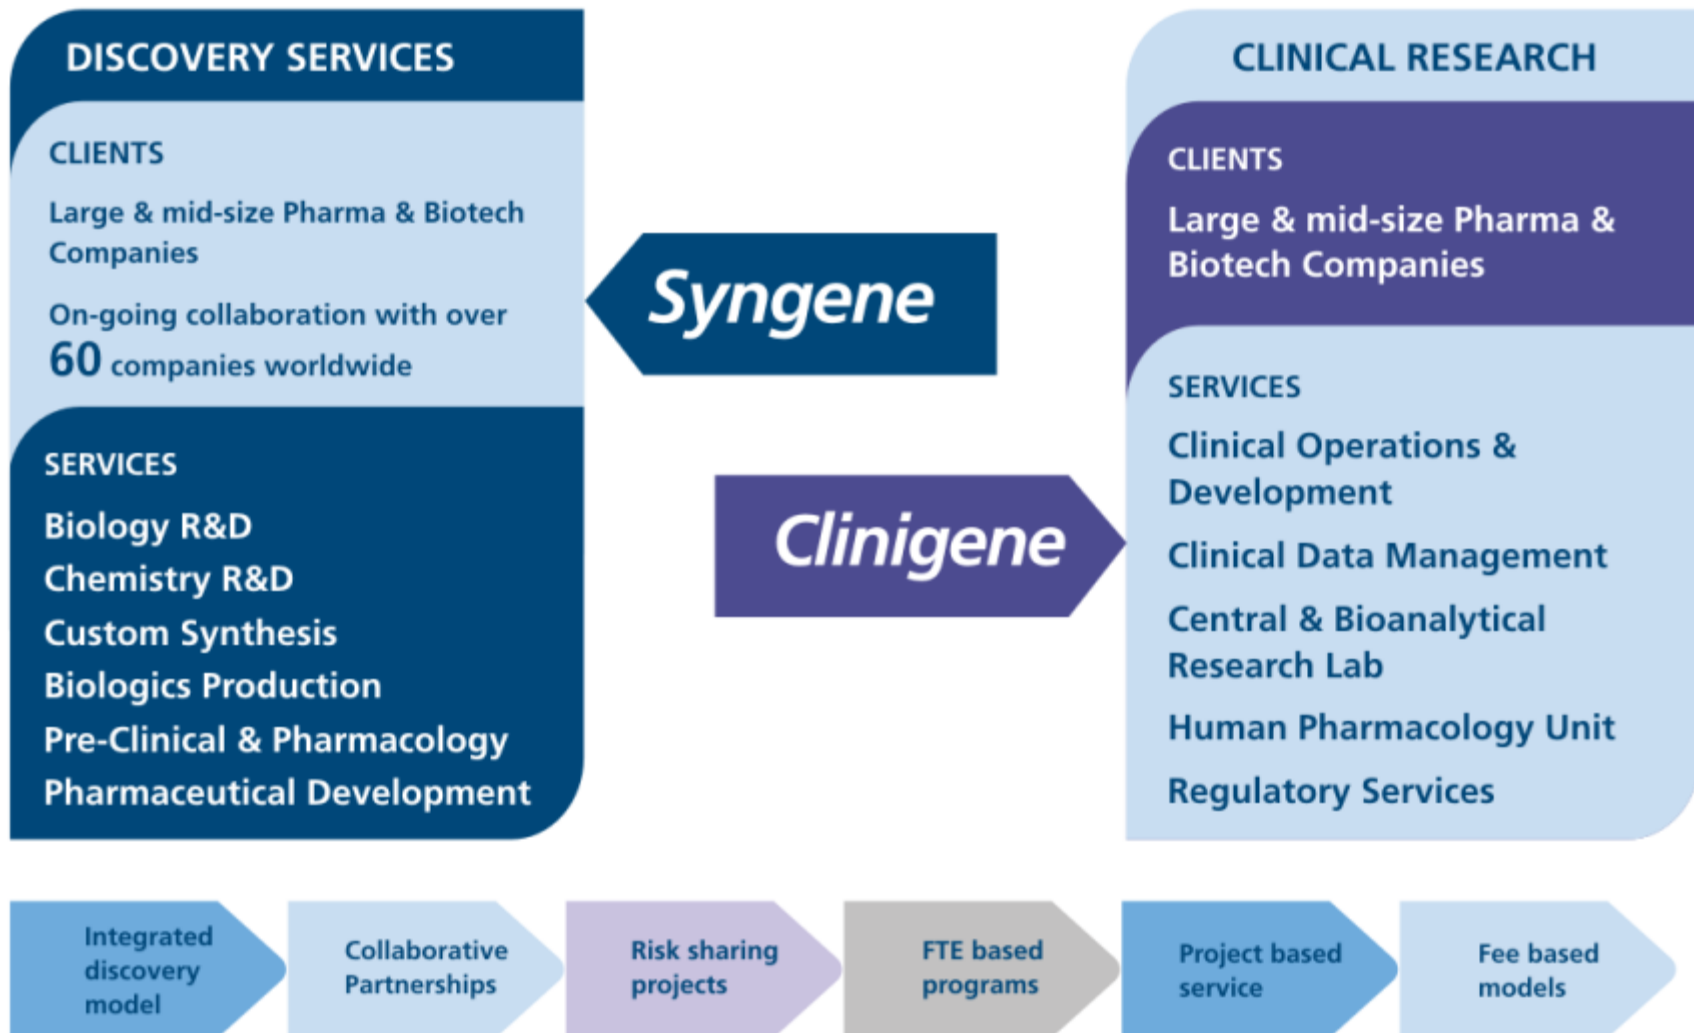 DISCOVERY SERVICES
CLIENTS
Large & mid-size Pharma & Biotech
Companies
On-going collaboration with over
60 companies worldwide
SERVICES
Biology R&D
Chemistry R&D
Custom Synthesis
Biologics Production
Pre-Clinical & Pharmacology
Pharmaceutical Development
Syngene
Clinigene
CLINICAL RESEARCH
CLIENTS
Large & mid-size Pharma &
Biotech Companies
SERVICES
Clinical Operations &
Development
Clinical Data Management
Central & Bioanalytical
Research Lab
Human Pharmacology Unit
Regulatory Services
Integrated
discovery
model
Collaborative
Partnerships
Risk sharing
projects
FTE based
programs
Project based
service
Fee based
models